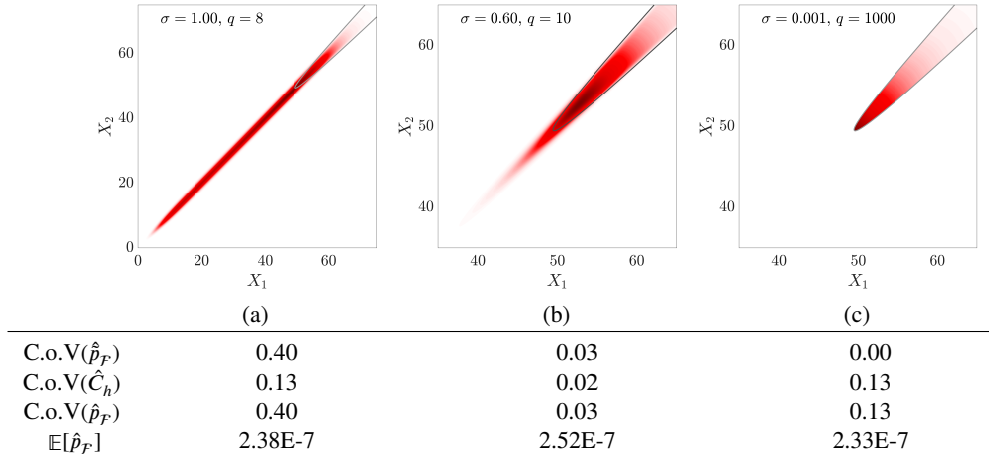 σ = 1.00, q = 8
60
40
20
0
X₂
0 20 40 60
X₁
(a)
σ = 0.60, q = 10
60
50
40
X₂
40 50 60
X₁
(b)
σ = 0.001, q = 1000
60
50
40
X₂
40 50 60
X₁
(c)
C.o.V(p̂̂_ℱ) 0.40 0.03 0.00
C.o.V(Ĉ_h) 0.13 0.02 0.13
C.o.V(p̂_ℱ) 0.40 0.03 0.13
𝔼[p̂_ℱ] 2.38E-7 2.52E-7 2.33E-7